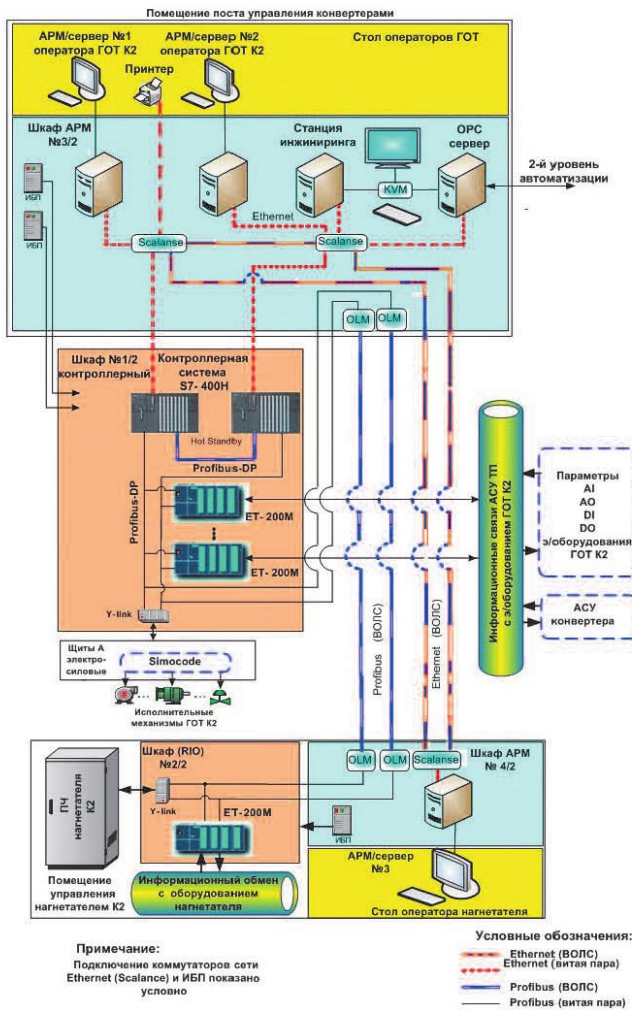 Помещение поста управления конвертерами
АРМ/сервер №1
оператора ГОТ К2
АРМ/сервер №2
оператора ГОТ К2
Стол операторов ГОТ
Принтер
Шкаф АРМ
№3/2
Станция
инжиниринга
OPC
сервер
2-й уровень
автоматизации
ИБП
KVM
ИБП
Ethernet
Scalanse
Scalanse
OLM
OLM
Шкаф №1/2
контроллерный
Контроллерная
система
S7- 400H
Hot Standby
Profibus-DP
Profibus-DP
ET- 200M
ET- 200M
Y-link
Информационные связи АСУ ТП
с э/оборудованием ГОТ К2
Параметры
AI
AO
DI
DO
э/оборудования
ГОТ К2
АСУ
конвертера
Щиты А
электро-
силовые
Simocode
Исполнительные
механизмы ГОТ К2
Profibus (ВОЛС)
Ethernet (ВОЛС)
Шкаф (RIO)
№2/2
OLM
OLM
Scalanse
Шкаф АРМ
№ 4/2
ПЧ
нагнетателя
К2
Y-link
ET-200M
ИБП
АРМ/сервер
№3
Помещение
управления
нагнетателем К2
Информационный обмен
с оборудованием
нагнетателя
Стол оператора нагнетателя
Примечание:
Подключение коммутаторов сети
Ethernet (Scalance) и ИБП показано
условно
Условные обозначения:
Ethernet (ВОЛС)
Ethernet (витая пара)
Profibus (ВОЛС)
Profibus (витая пара)